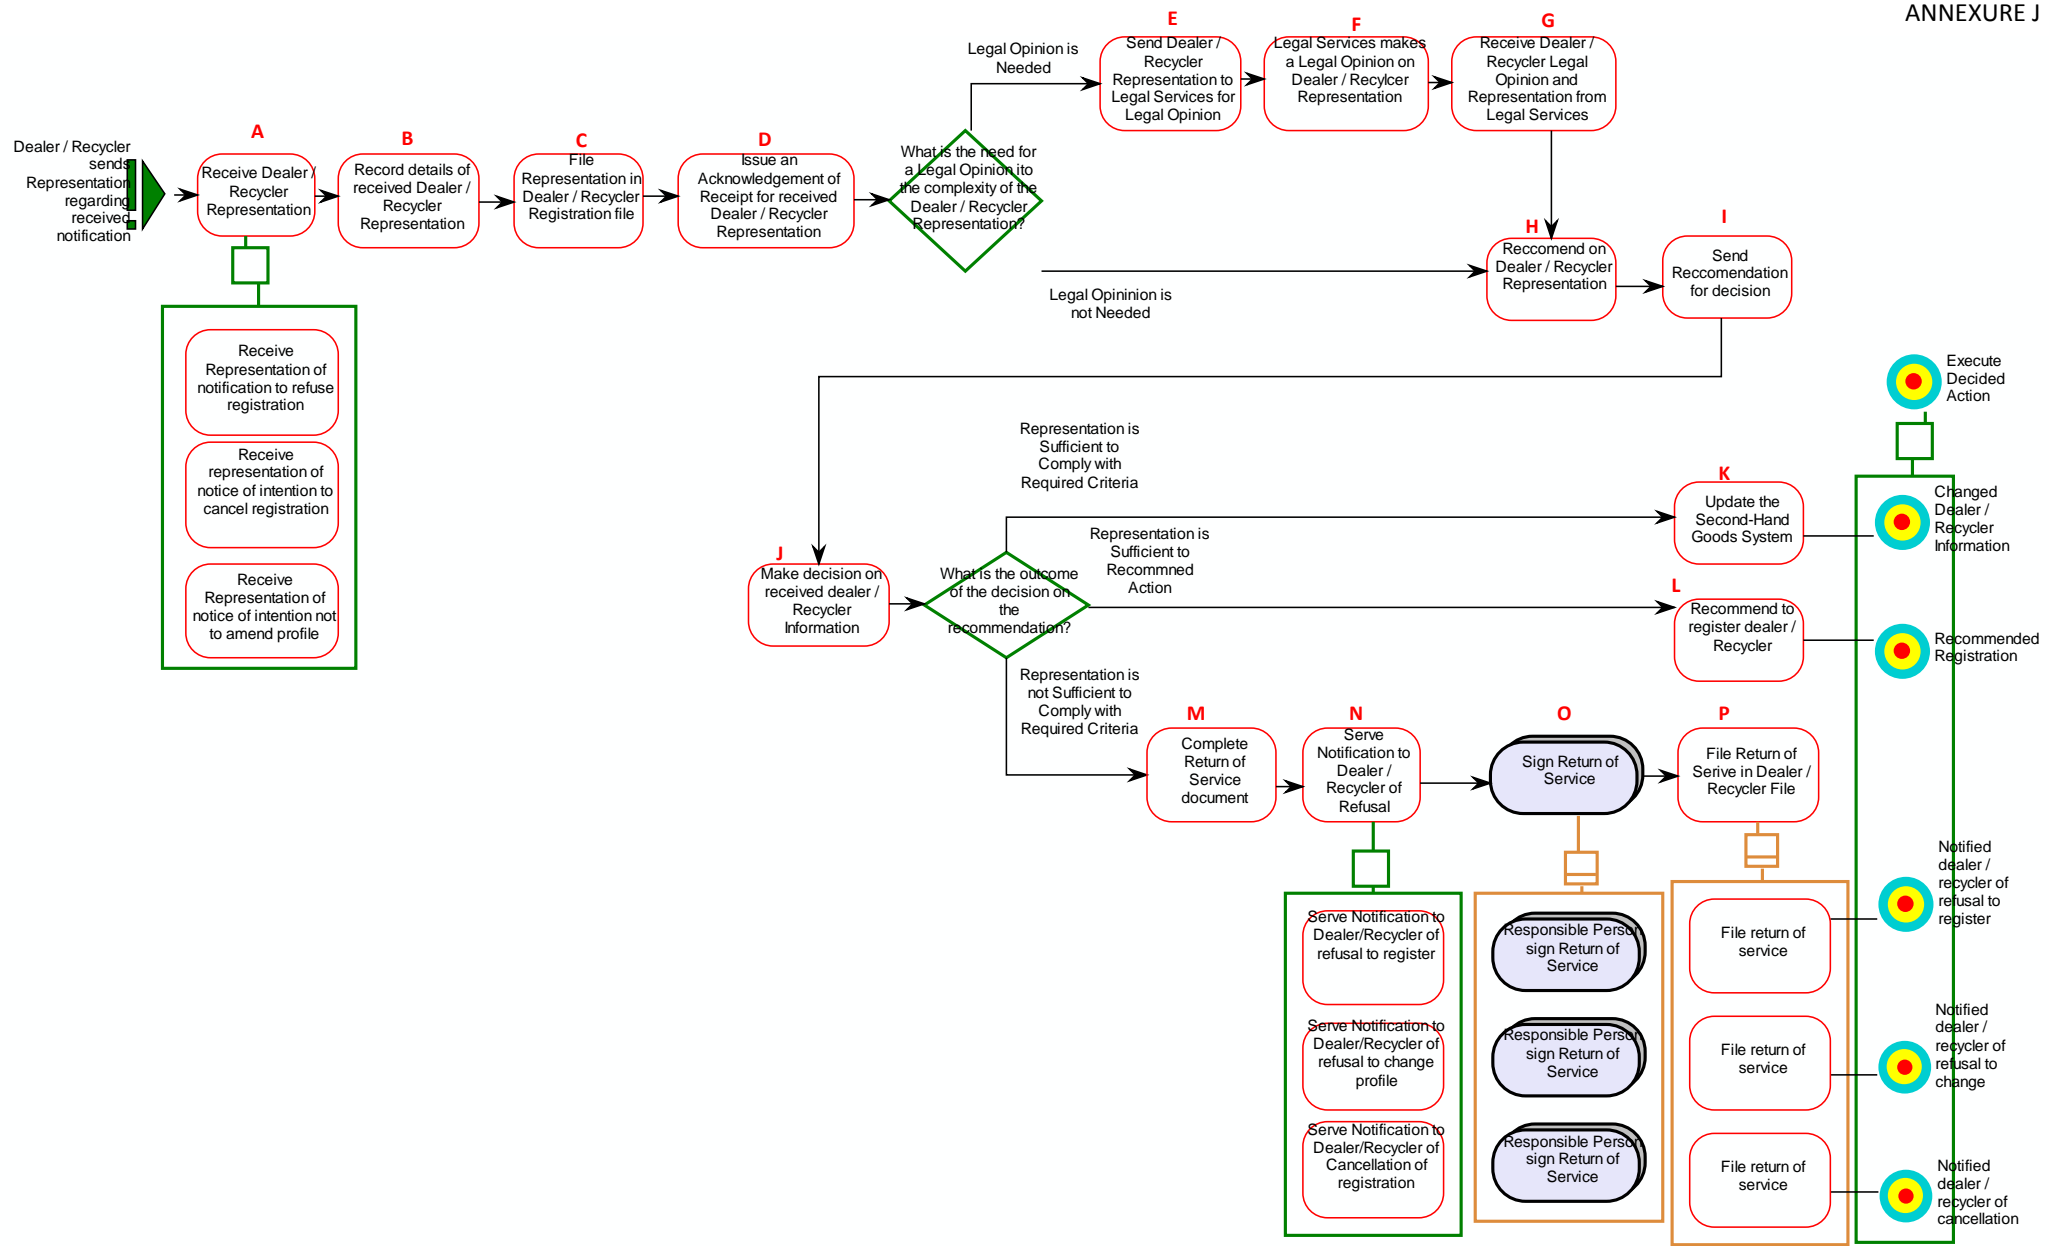 ANNEXURE J
Dealer / Recycler
sends
Representation
regarding
received
notification
A
Receive Dealer /
Recycler
Representation
B
Record details of
received Dealer /
Recycler
Representation
C
File
Representation in
Dealer / Recycler
Registration file
D
Issue an
Acknowledgement of
Receipt for received
Dealer / Recycler
Representation
What is the need for
a Legal Opinion ito
the complexity of the
Dealer / Recycler
Representation?
Legal Opinion is
Needed
E
Send Dealer /
Recycler
Representation to
Legal Services for
Legal Opinion
F
Legal Services makes
a Legal Opinion on
Dealer / Recylcer
Representation
G
Receive Dealer /
Recycler Legal
Opinion and
Representation from
Legal Services
Legal Opininion is
not Needed
H
Reccomend on
Dealer / Recycler
Representation
I
Send
Reccomendation
for decision
Receive
Representation of
notification to refuse
registration
Receive
representation of
notice of intention to
cancel registration
Receive
Representation of
notice of intention not
to amend profile
J
Make decision on
received dealer /
Recycler
Information
What is the outcome
of the decision on
the
recommendation?
Representation is
Sufficient to
Comply with
Required Criteria
Representation is
Sufficient to
Recommned
Action
Representation is
not Sufficient to
Comply with
Required Criteria
K
Update the
Second-Hand
Goods System
L
Recommend to
register dealer /
Recycler
M
Complete
Return of
Service
document
N
Serve
Notification to
Dealer /
Recycler of
Refusal
O
Sign Return of
Service
P
File Return of
Serive in Dealer /
Recycler File
Serve Notification to
Dealer/Recycler of
refusal to register
Serve Notification to
Dealer/Recycler of
refusal to change
profile
Serve Notification to
Dealer/Recycler of
Cancellation of
registration
Responsible Person
sign Return of
Service
Responsible Person
sign Return of
Service
Responsible Person
sign Return of
Service
File return of
service
File return of
service
File return of
service
Execute
Decided
Action
Changed
Dealer /
Recycler
Information
Recommended
Registration
Notified
dealer /
recycler of
refusal to
register
Notified
dealer /
recycler of
refusal to
change
Notified
dealer /
recycler of
cancellation